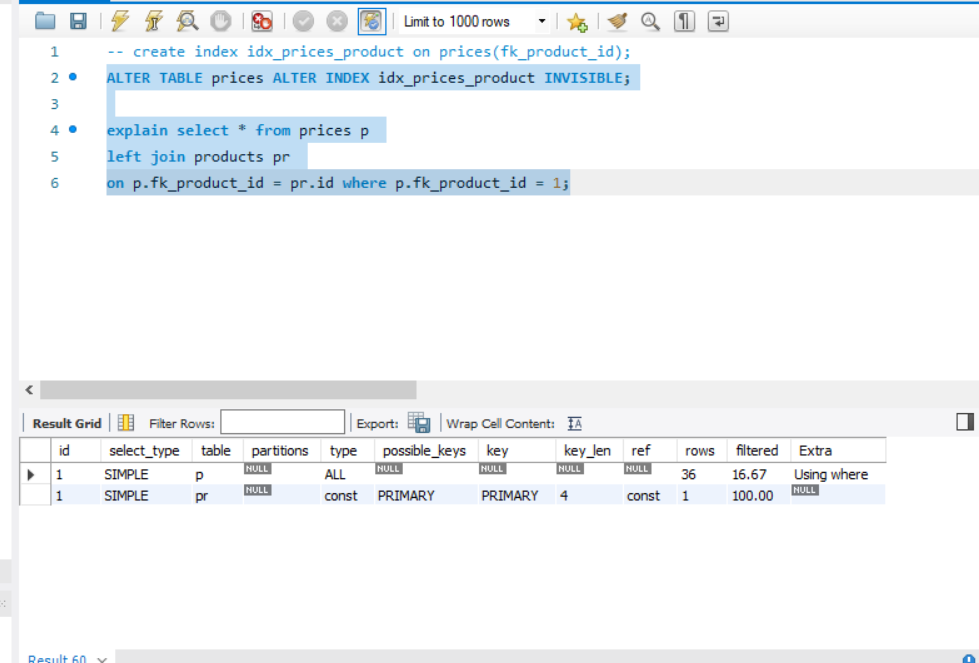 Limit to 1000 rows
1 -- create index idx_prices_product on prices(fk_product_id);
2 ALTER TABLE prices ALTER INDEX idx_prices_product INVISIBLE;
3
4 explain select * from prices p
5 left join products pr
6 on p.fk_product_id = pr.id where p.fk_product_id = 1;
Result Grid Filter Rows: Export: Wrap Cell Content: IA
id select_type table partitions type possible_keys key key_len ref rows filtered Extra
1 SIMPLE p NULL ALL NULL NULL NULL NULL 36 16.67 Using where
1 SIMPLE pr NULL const PRIMARY PRIMARY 4 const 1 100.00 NULL
Result 60